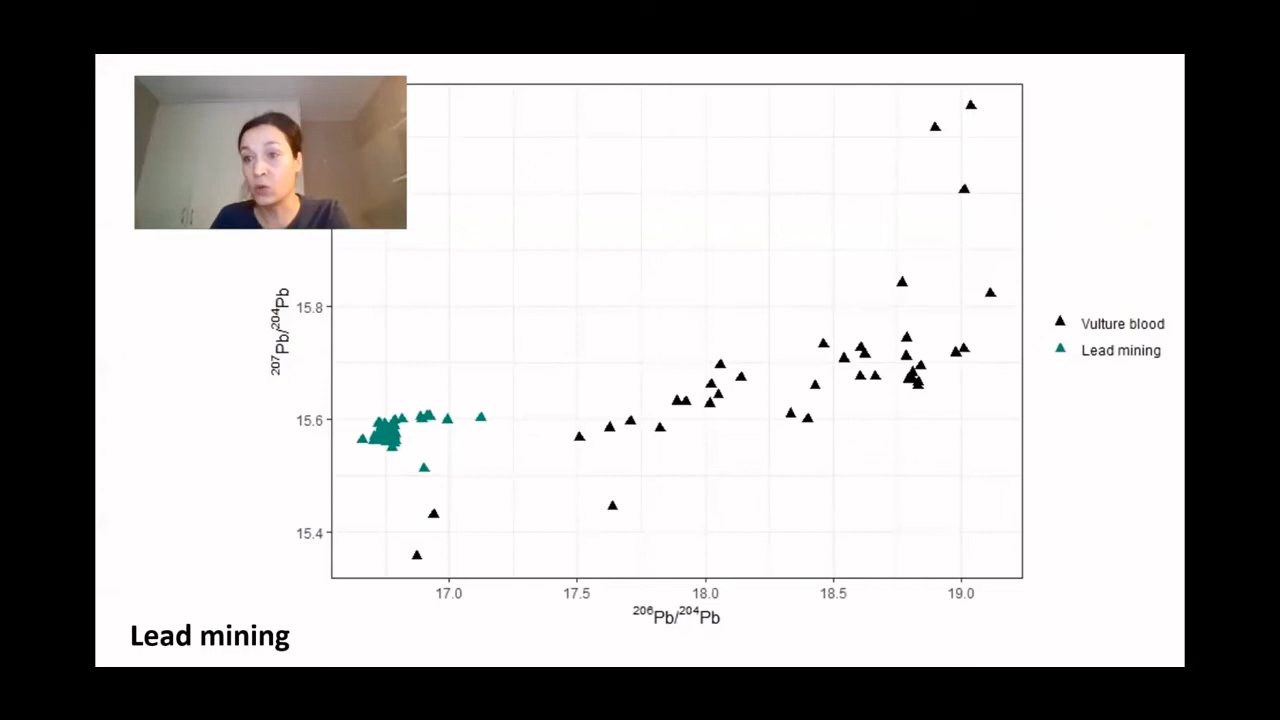 ²⁰⁷Pb/²⁰⁴Pb
15.8
15.6
15.4
17.0 17.5 18.0 18.5 19.0
²⁰⁶Pb/²⁰⁴Pb
Vulture blood
Lead mining
Lead mining